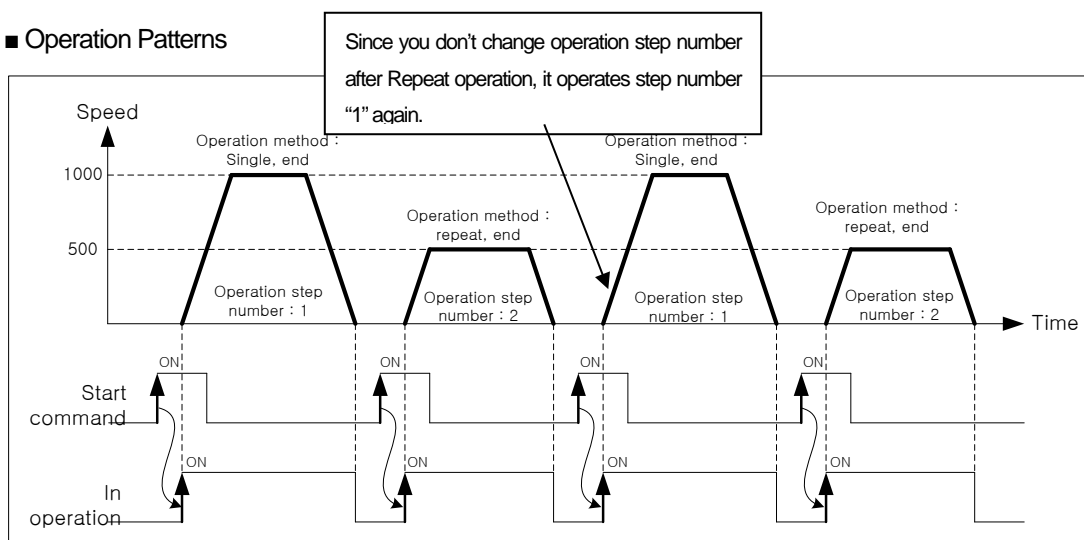 ■ Operation Patterns
Since you don't change operation step number
after Repeat operation, it operates step number
"1" again.
Speed
Operation method :
Single, end
Operation method :
Single, end
1000
Operation method :
repeat, end
Operation method :
repeat, end
500
Operation step
number : 1
Operation step
number : 2
Operation step
number : 1
Operation step
number : 2
Time
ON
ON
ON
ON
Start
command
ON
ON
ON
ON
In
operation